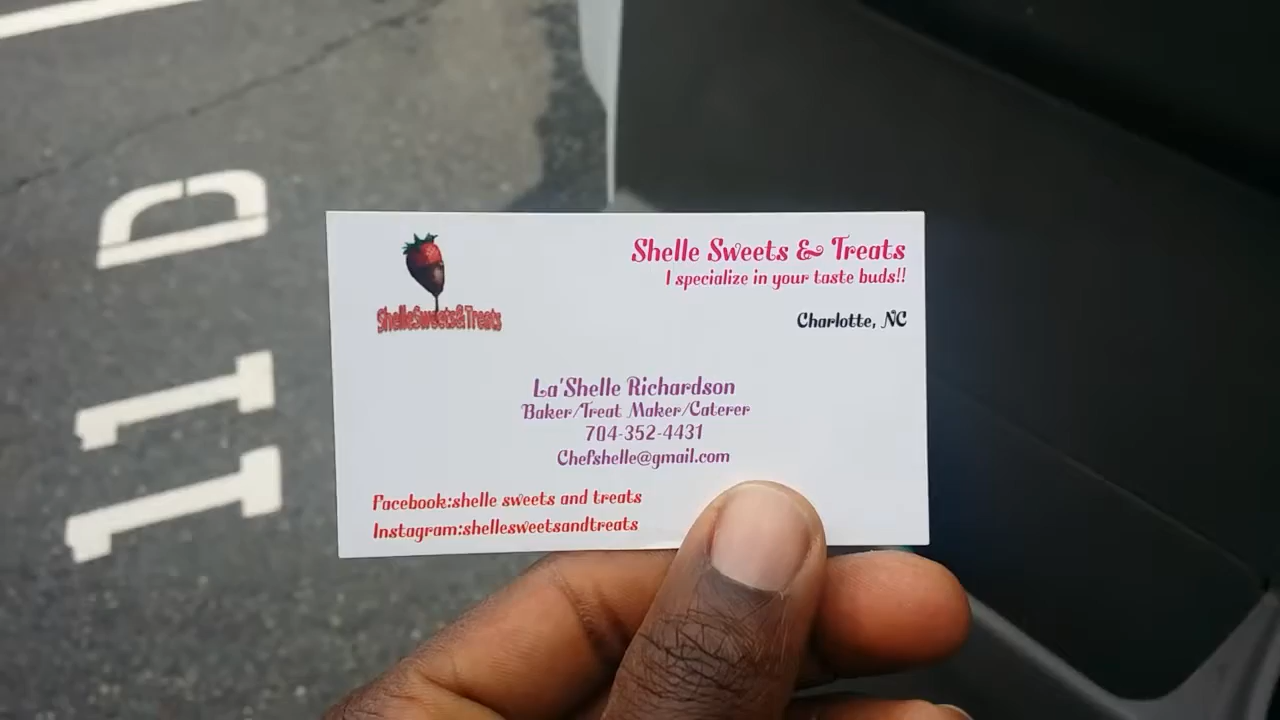 11 D
ShelleSweets&Treats
Shelle Sweets & Treats
I specialize in your taste buds!!
Charlotte, NC
La'Shelle Richardson
Baker/Treat Maker/Caterer
704-352-4431
Chefshelle@gmail.com
Facebook:shelle sweets and treats
Instagram:shellesweetsandtreats